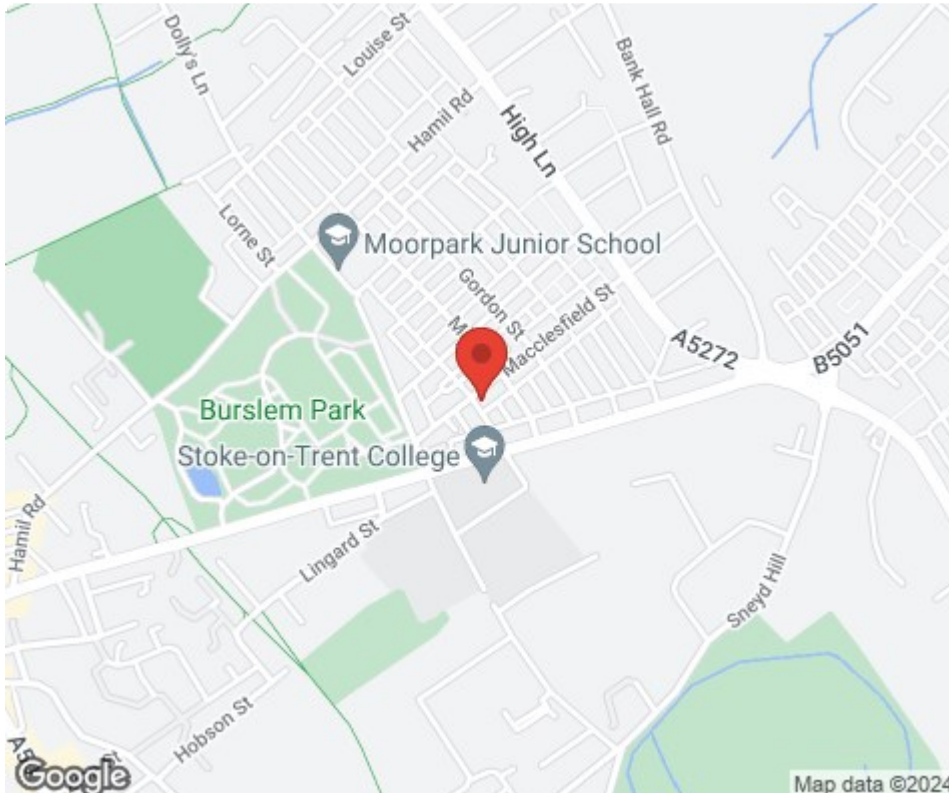 Dolly's Ln
Louise St
Hamil Rd
High Ln
Bank Hall Rd
Lorne St
Moorpark Junior School
Gordon St
Macclesfield St
A5272
B5051
Burslem Park
Stoke-on-Trent College
Hamil Rd
Lingard St
Sneyd Hill
Hobson St
St
Google
Map data ©2024